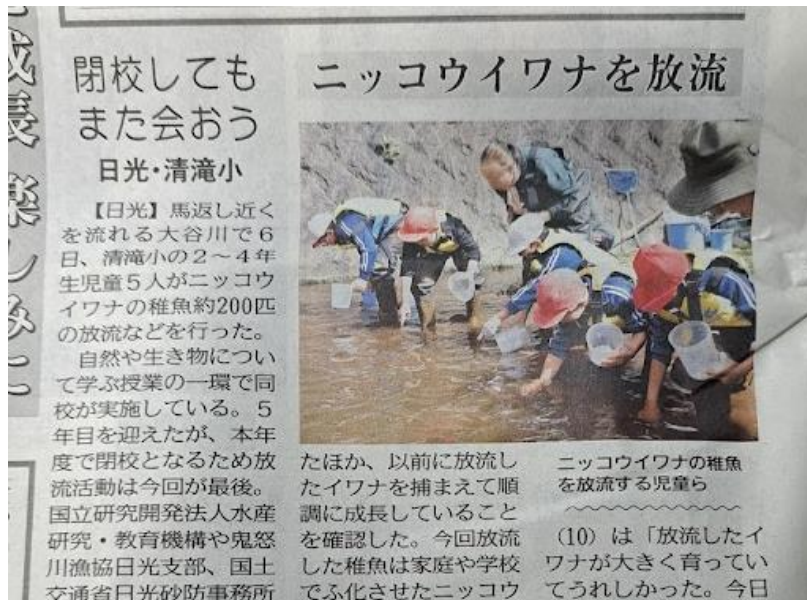 成長 楽しみに
ニッコウイワナを放流
閉校しても
また会おう
日光・清滝小
【日光】馬返し近く
を流れる大谷川で6
日、清滝小の2〜4年
生児童5人がニッコウ
イワナの稚魚約200匹
の放流などを行った。
自然や生き物につい
て学ぶ授業の一環で同
校が実施している。5
年目を迎えたが、本年
度で閉校となるため放
流活動は今回が最後。
国立研究開発法人水産
研究・教育機構や鬼怒
川漁協日光支部、国土
交通省日光砂防事務所
たほか、以前に放流し
たイワナを捕まえて順
調に成長していること
を確認した。今回放流
した稚魚は家庭や学校
でふ化させたニッコウ
ニッコウイワナの稚魚
を放流する児童ら
（10）は「放流したイ
ワナが大きく育ってい
てうれしかった。今日